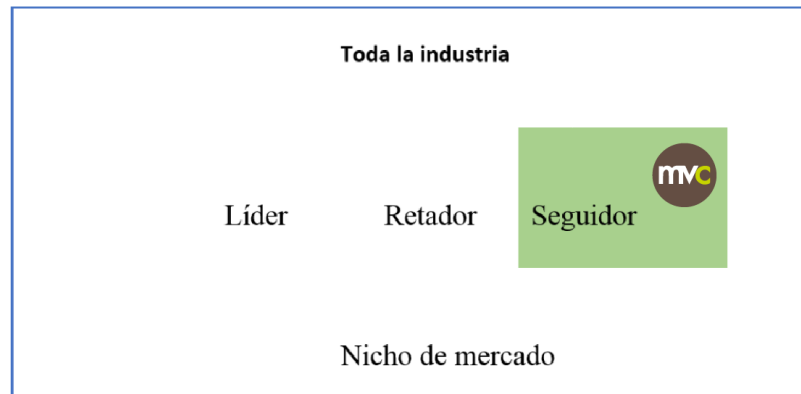 Toda la industria
mvc
Líder Retador Seguidor
Nicho de mercado